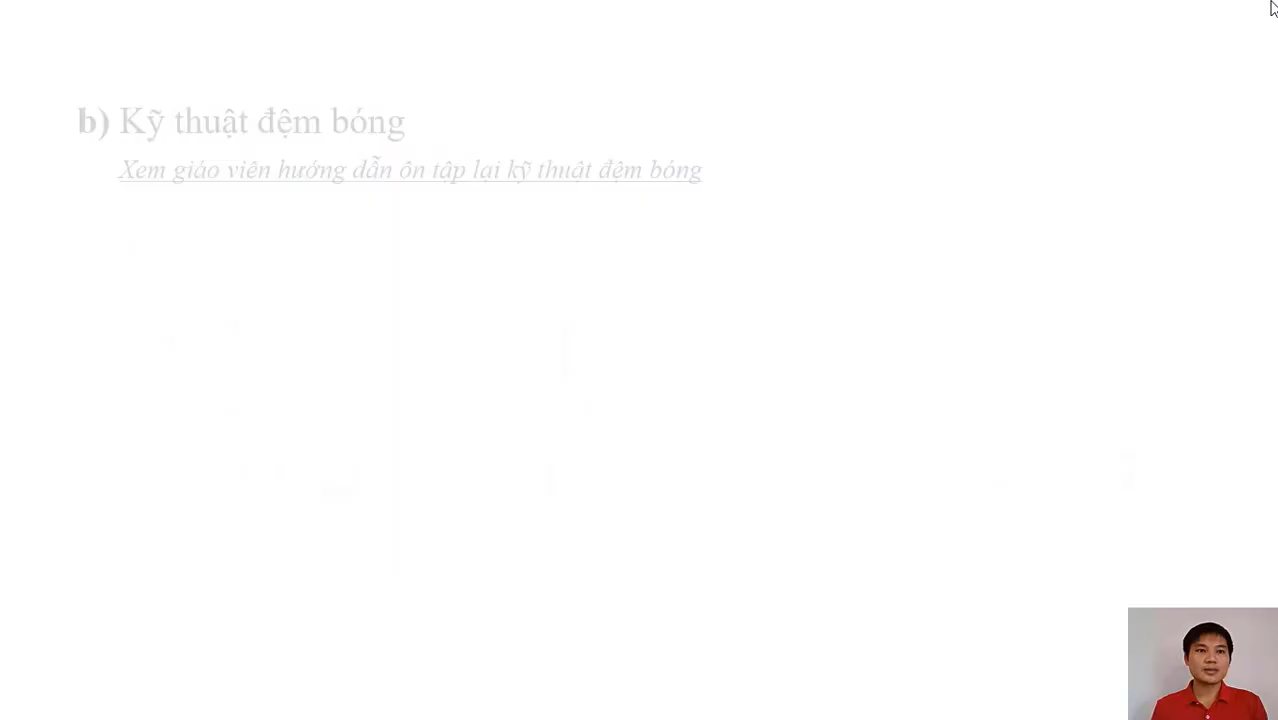 b) Kỹ thuật đệm bóng
Xem giáo viên hướng dẫn ôn tập lại kỹ thuật đệm bóng